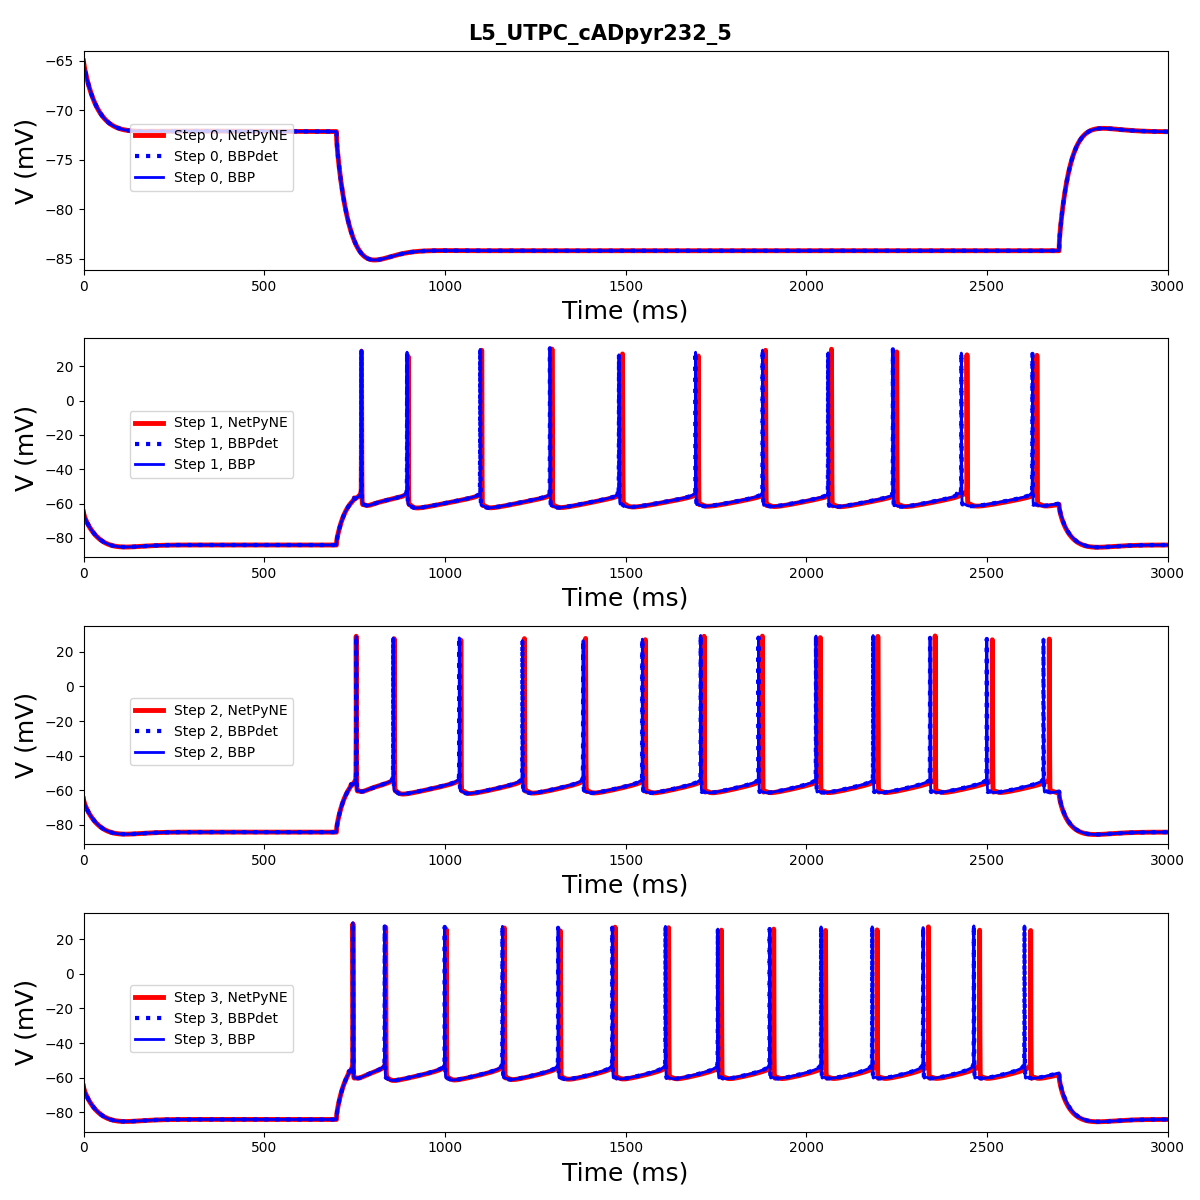 L5_UTPC_cADpyr232_5
−65
−70
−75
−80
−85
V (mV)
Step 0, NetPyNE
Step 0, BBPdet
Step 0, BBP
0 500 1000 1500 2000 2500 3000
Time (ms)
20
0
−20
−40
−60
−80
V (mV)
Step 1, NetPyNE
Step 1, BBPdet
Step 1, BBP
0 500 1000 1500 2000 2500 3000
Time (ms)
20
0
−20
−40
−60
−80
V (mV)
Step 2, NetPyNE
Step 2, BBPdet
Step 2, BBP
0 500 1000 1500 2000 2500 3000
Time (ms)
20
0
−20
−40
−60
−80
V (mV)
Step 3, NetPyNE
Step 3, BBPdet
Step 3, BBP
0 500 1000 1500 2000 2500 3000
Time (ms)